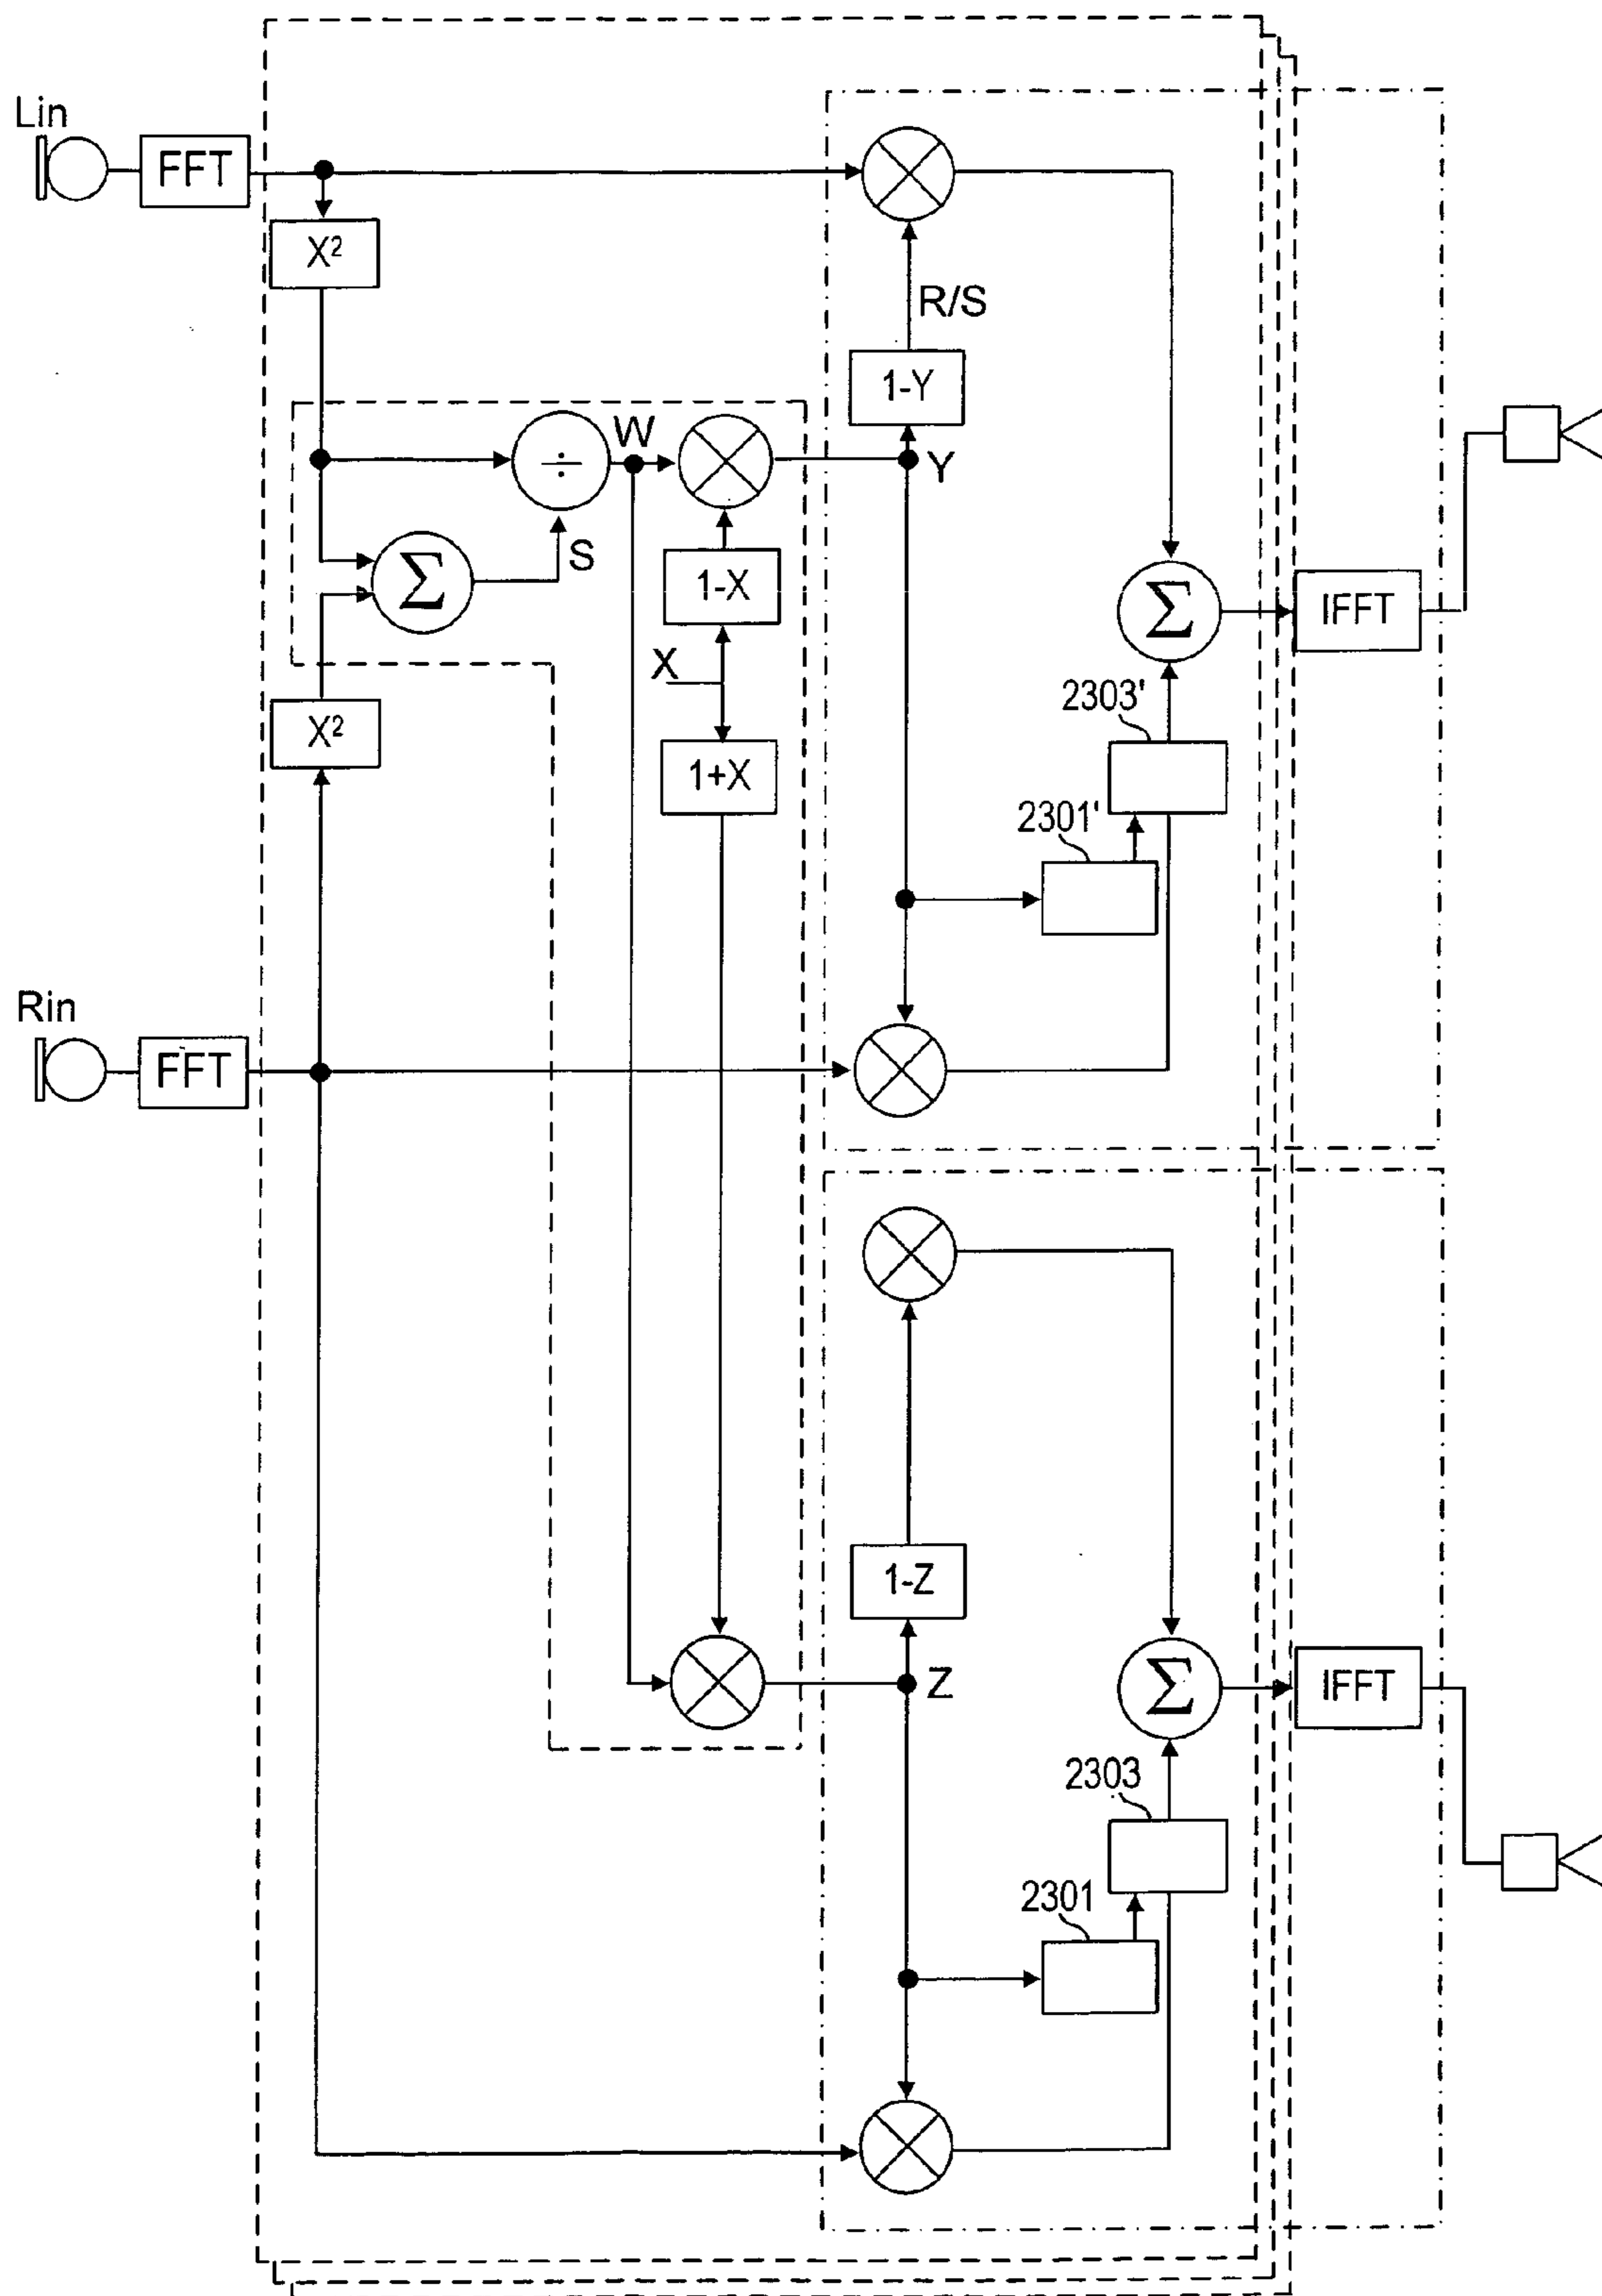 Lin
FFT
X²
R/S
1-Y
W
÷
Y
Σ
S
1-X
X
Σ
IFFT
X²
2303'
1+X
2301'
Rin
FFT
1-Z
Z
Σ
IFFT
2303
2301